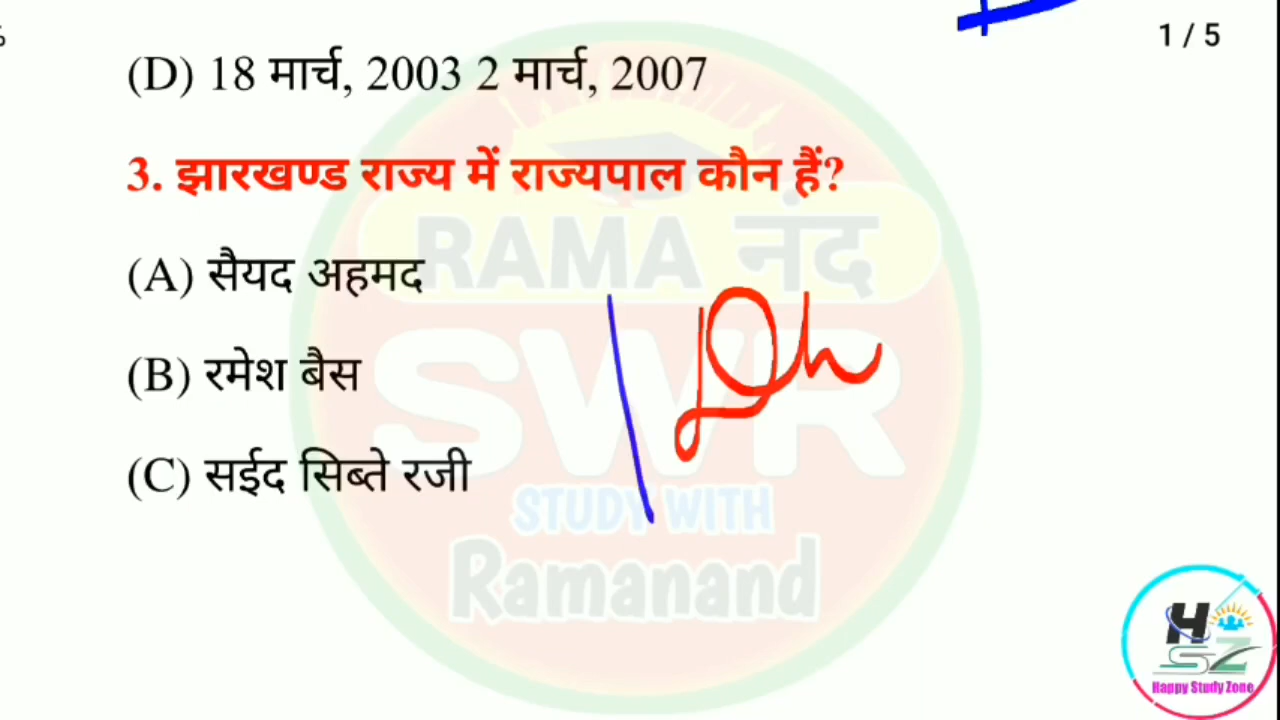 1 / 5
(D) 18 मार्च, 2003 2 मार्च, 2007
3. झारखण्ड राज्य में राज्यपाल कौन हैं?
(A) सैयद अहमद
(B) रमेश बैस
(C) सईद सिब्ते रजी
RAMA नंद
SWR
STUDY WITH
Ramanand
HSZ
Happy Study Zone